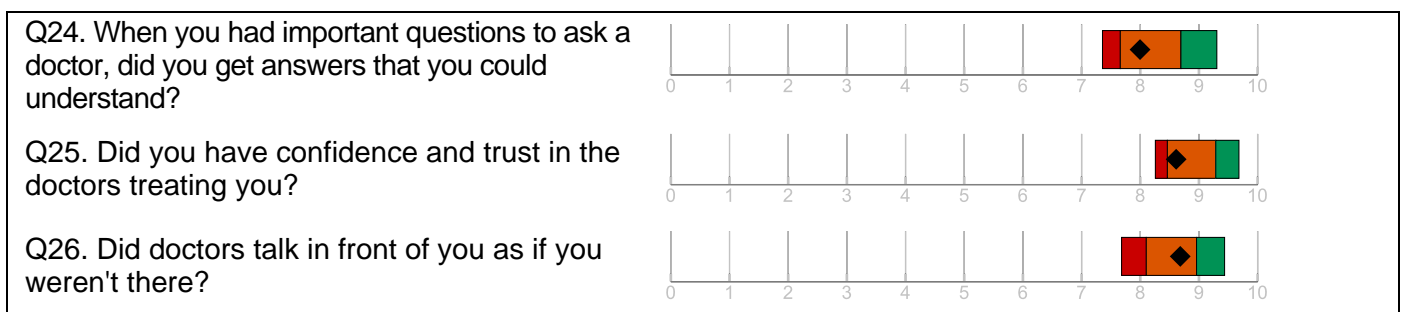 Q24. When you had important questions to ask a
doctor, did you get answers that you could
understand?
0 1 2 3 4 5 6 7 8 9 10
Q25. Did you have confidence and trust in the
doctors treating you?
0 1 2 3 4 5 6 7 8 9 10
Q26. Did doctors talk in front of you as if you
weren't there?
0 1 2 3 4 5 6 7 8 9 10